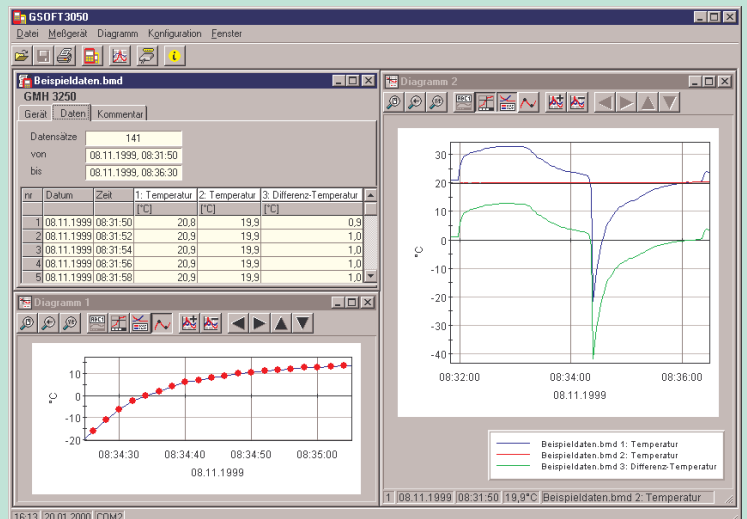 GSOFT3050
Datei Meßgerät Diagramm Konfiguration Fenster
Beispieldaten.bmd
GMH 3250
Gerät Daten Kommentar
Datensätze 141
von 08.11.1999, 08:31:50
bis 08.11.1999, 08:36:30
nr Datum Zeit 1: Temperatur 2: Temperatur 3: Differenz-Temperatur
[°C] [°C] [°C]
1 08.11.1999 08:31:50 20,8 19,9 0,9
2 08.11.1999 08:31:52 20,9 19,9 1,0
3 08.11.1999 08:31:54 20,9 19,9 1,0
4 08.11.1999 08:31:56 20,9 19,9 1,0
5 08.11.1999 08:31:58 20,9 19,9 1,0
Diagramm 1
10
0
-10
-20
°C
08:34:30 08:34:40 08:34:50 08:35:00
08.11.1999
Diagramm 2
30
20
10
0
-10
-20
-30
-40
°C
08:32:00 08:34:00 08:36:00
08.11.1999
Beispieldaten.bmd 1: Temperatur
Beispieldaten.bmd 2: Temperatur
Beispieldaten.bmd 3: Differenz-Temperatur
1 08.11.1999 08:31:50 19,9°C Beispieldaten.bmd 2: Temperatur
16:13 20.01.2000 COM2